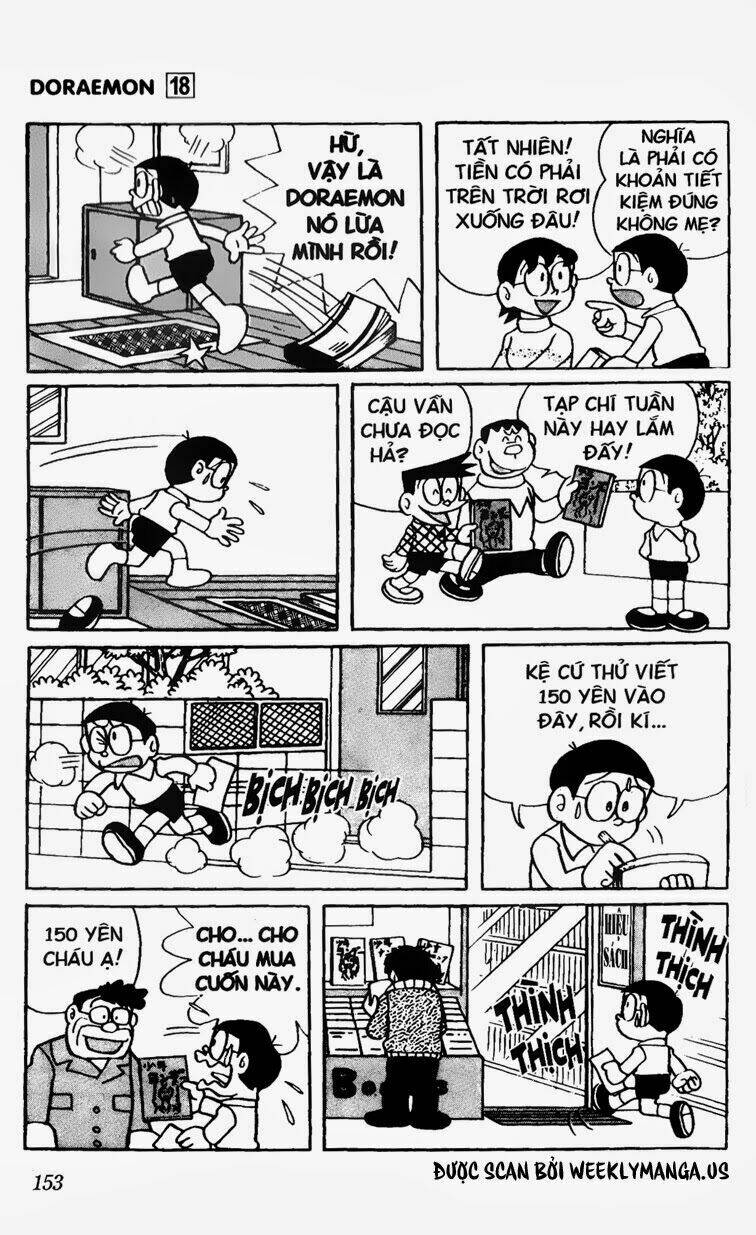 DORAEMON 18
NGHĨA
LÀ PHẢI CÓ
KHOẢN TIẾT
KIỆM ĐÚNG
KHÔNG MẸ?
TẤT NHIÊN!
TIỀN CÓ PHẢI
TRÊN TRỜI RƠI
XUỐNG ĐÂU!
HỪ,
VẬY LÀ
DORAEMON
NÓ LỪA
MÌNH RỒI!
TẠP CHÍ TUẦN
NÀY HAY LẮM
ĐẤY!
CẬU VẪN
CHƯA ĐỌC
HẢ?
KỆ CỨ THỬ VIẾT
150 YÊN VÀO
ĐÂY, RỒI KÍ...
BỊCH BỊCH BỊCH
HIỆU
SÁCH
THÌNH
THỊCH
THÌNH
THỊCH
CHO... CHO
CHÁU MUA
CUỐN NÀY.
150 YÊN
CHÁU Ạ!
153
ĐƯỢC SCAN BỞI WEEKLYMANGA.US